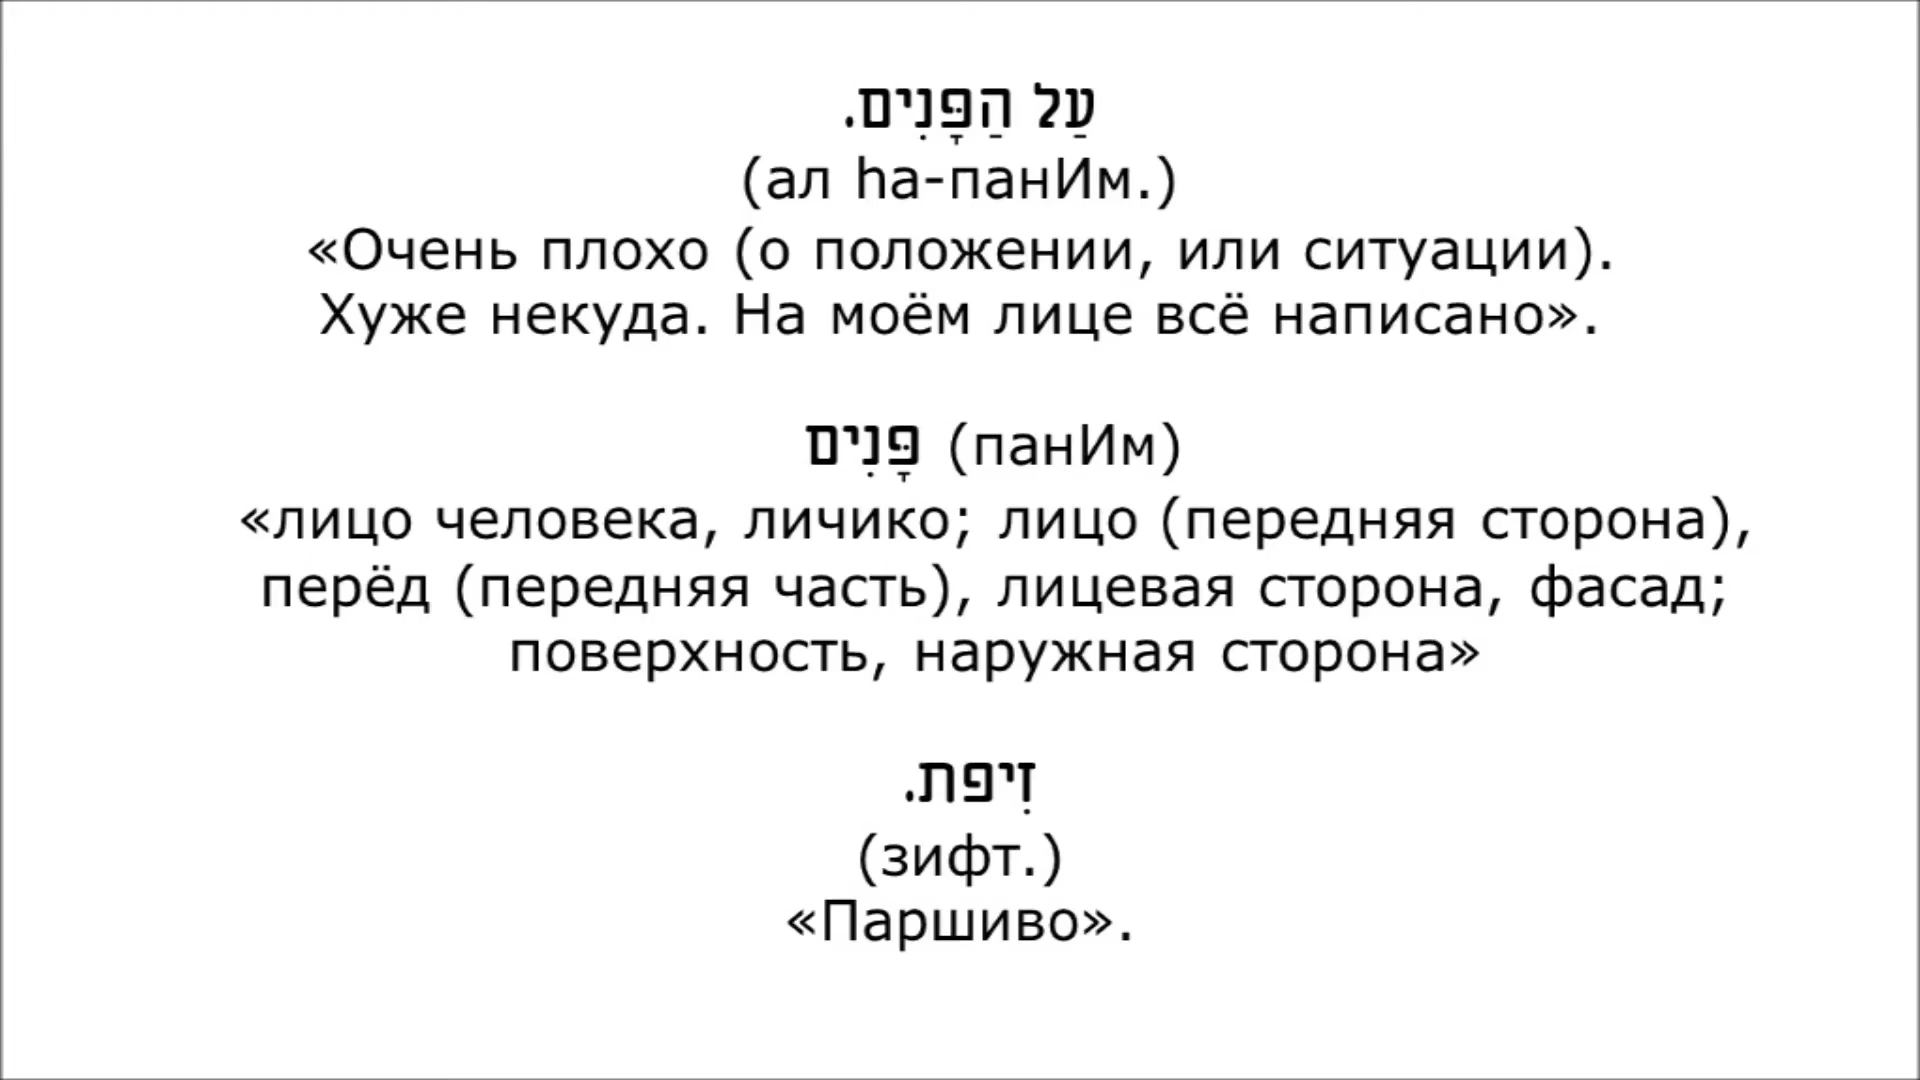 עַל הַפָּנִים.
(ал hа-панИм.)
«Очень плохо (о положении, или ситуации).
Хуже некуда. На моём лице всё написано».
פָּנִים (панИм)
«лицо человека, личико; лицо (передняя сторона),
перёд (передняя часть), лицевая сторона, фасад;
поверхность, наружная сторона»
זִיפת.
(зифт.)
«Паршиво».